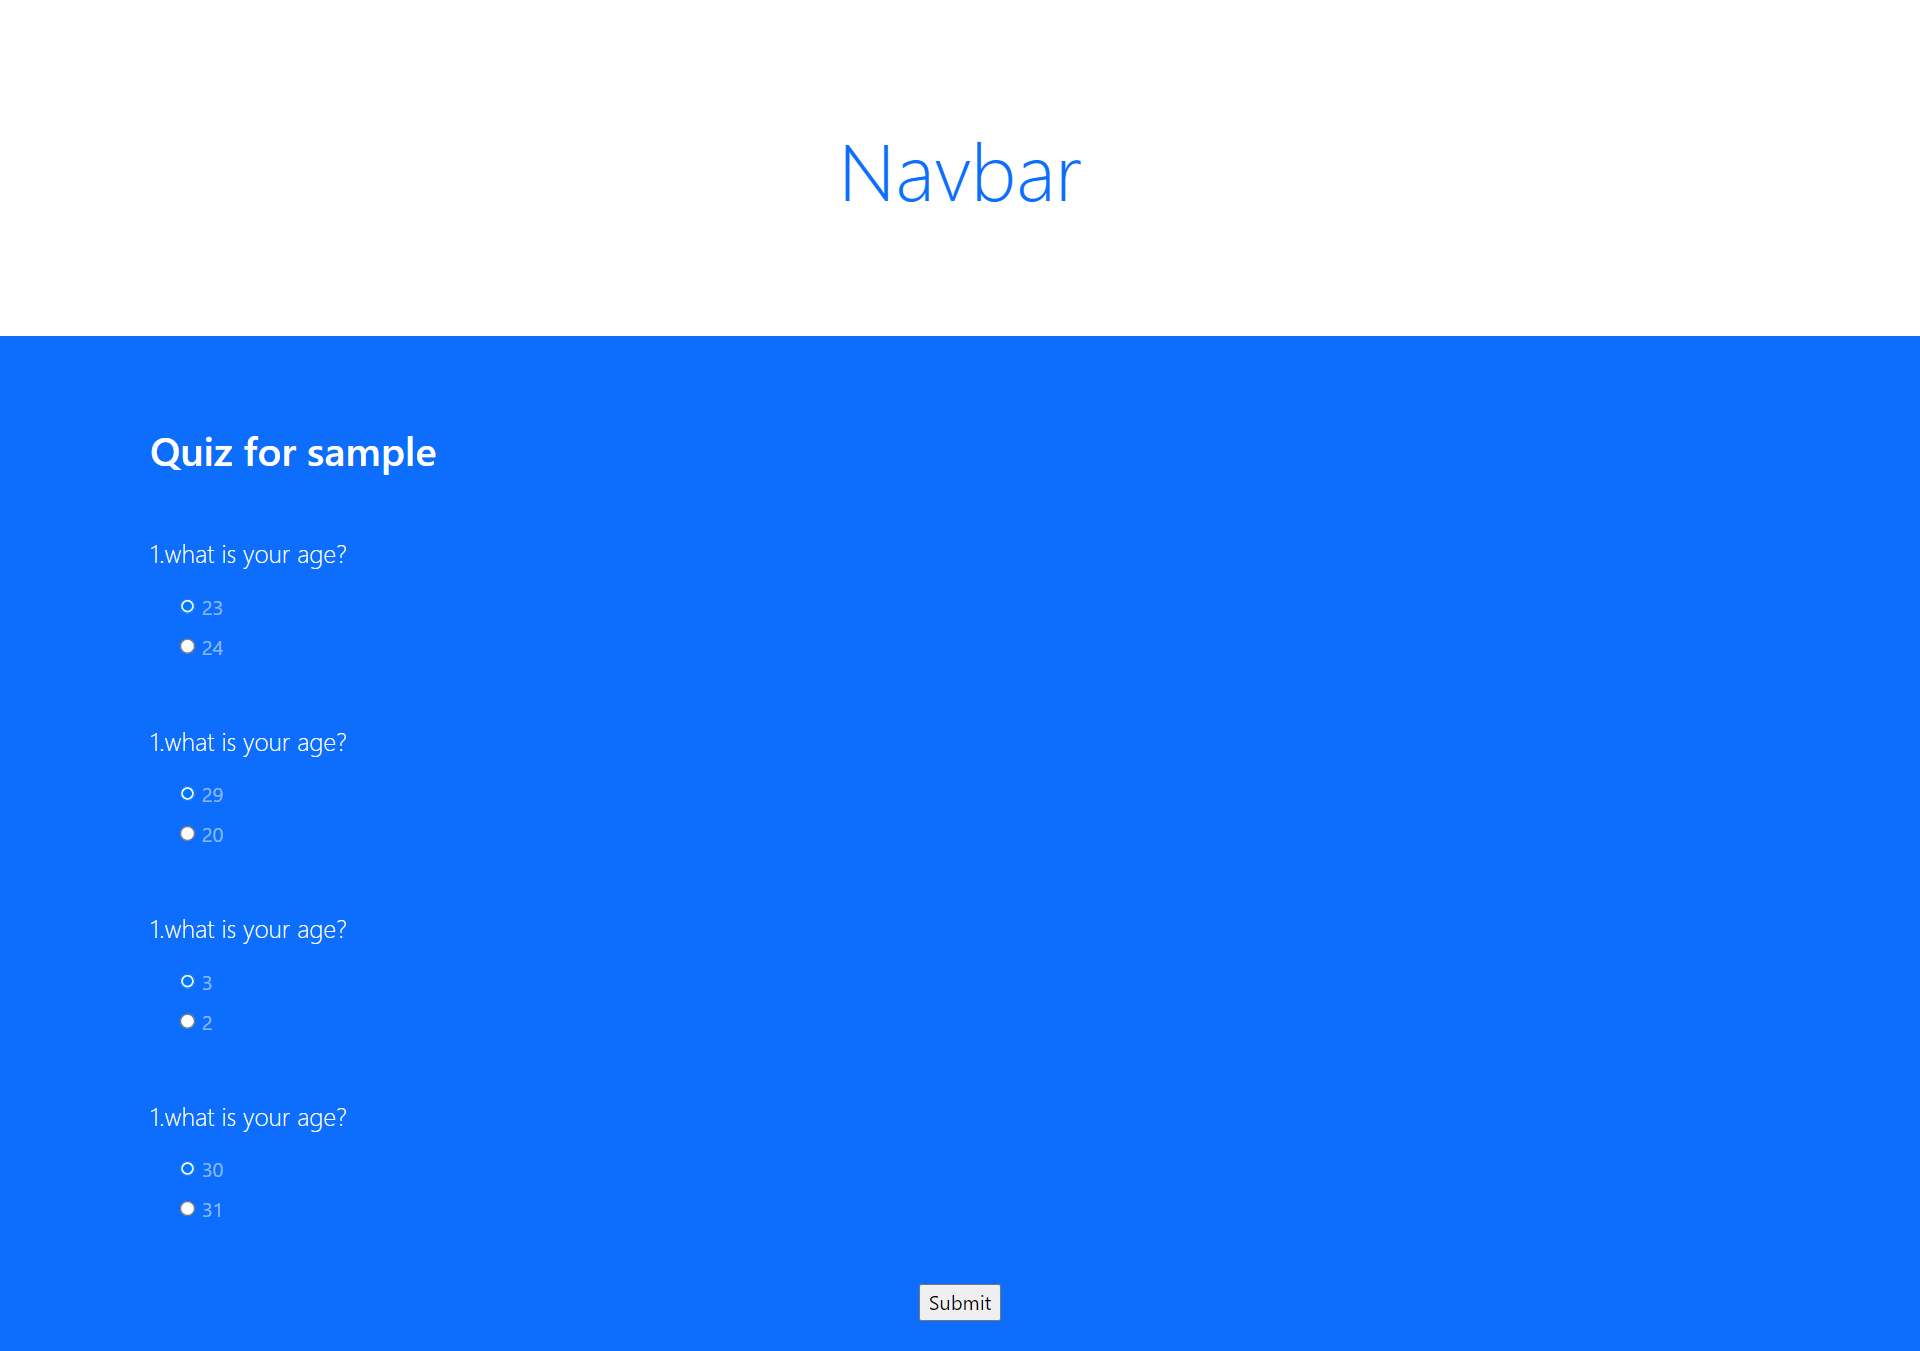 Navbar
Quiz for sample
1.what is your age?
23
24
1.what is your age?
29
20
1.what is your age?
3
2
1.what is your age?
30
31
Submit